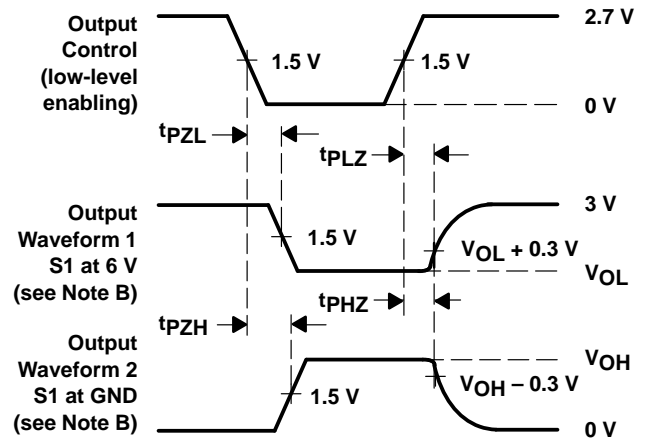 Output
Control
(low-level
enabling)
2.7 V
1.5 V
1.5 V
0 V
tPZL
tPLZ
Output
Waveform 1
S1 at 6 V
(see Note B)
3 V
1.5 V
VOL + 0.3 V
VOL
tPZH
tPHZ
Output
Waveform 2
S1 at GND
(see Note B)
VOH
1.5 V
VOH − 0.3 V
0 V